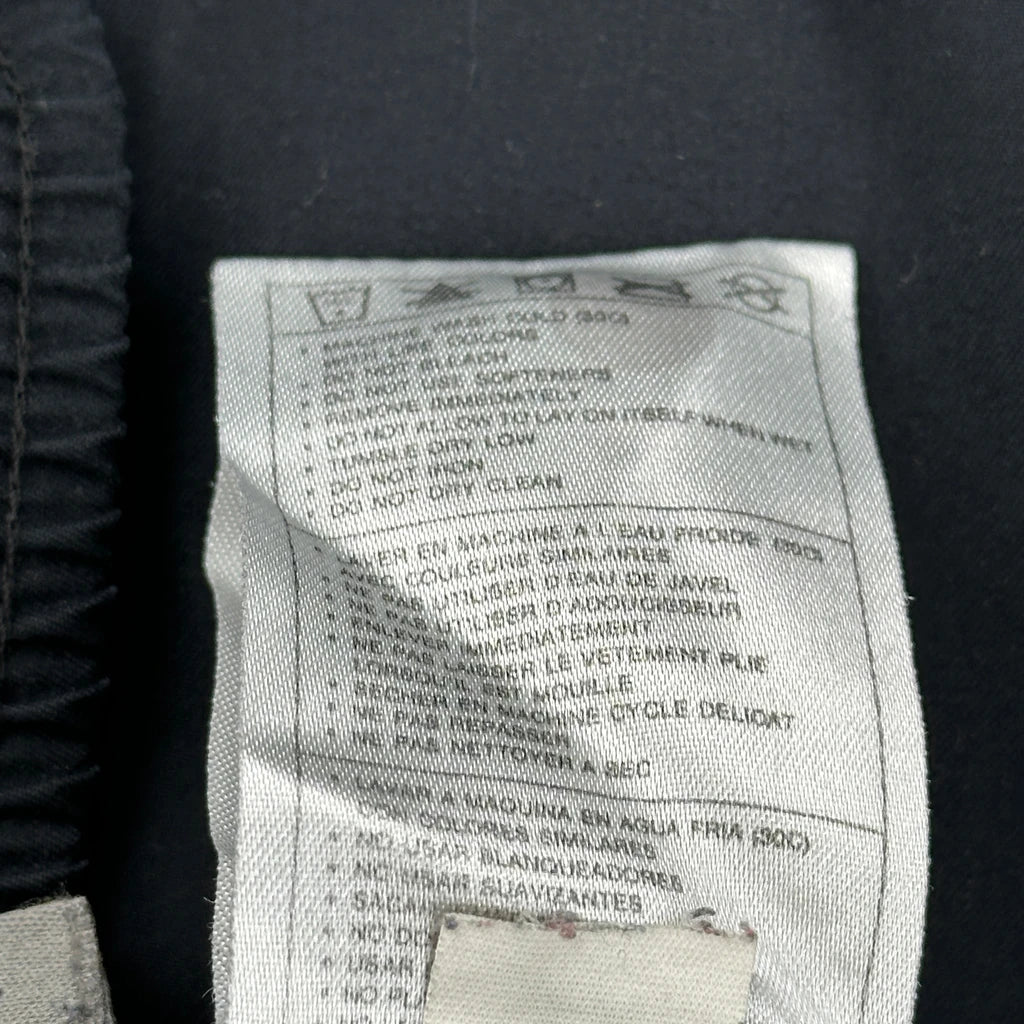 • MACHINE WASH COLD (30C)
WITH LIKE COLORS
• DO NOT BLEACH
• DO NOT USE SOFTENERS
• REMOVE IMMEDIATELY
• DO NOT ALLOW TO LAY ON ITSELF WHEN WET
• TUMBLE DRY LOW
• DO NOT IRON
• DO NOT DRY CLEAN
• LAVER EN MACHINE A L'EAU FROIDE (30C)
AVEC COULEURS SIMILAIRES
• NE PAS UTILISER D'EAU DE JAVEL
• NE PAS UTILISER D'ADOUCISSEUR
• ENLEVER IMMEDIATEMENT
• NE PAS LAISSER LE VETEMENT PLIE
LORSQU'IL EST MOUILLE
• SECHER EN MACHINE CYCLE DELICAT
• NE PAS REPASSER
• NE PAS NETTOYER A SEC
• LAVAR A MAQUINA EN AGUA FRIA (30C)
CON COLORES SIMILARES
• NO USAR BLANQUEADORES
• NO USAR SUAVIZANTES
• NO
• USAR
• NO